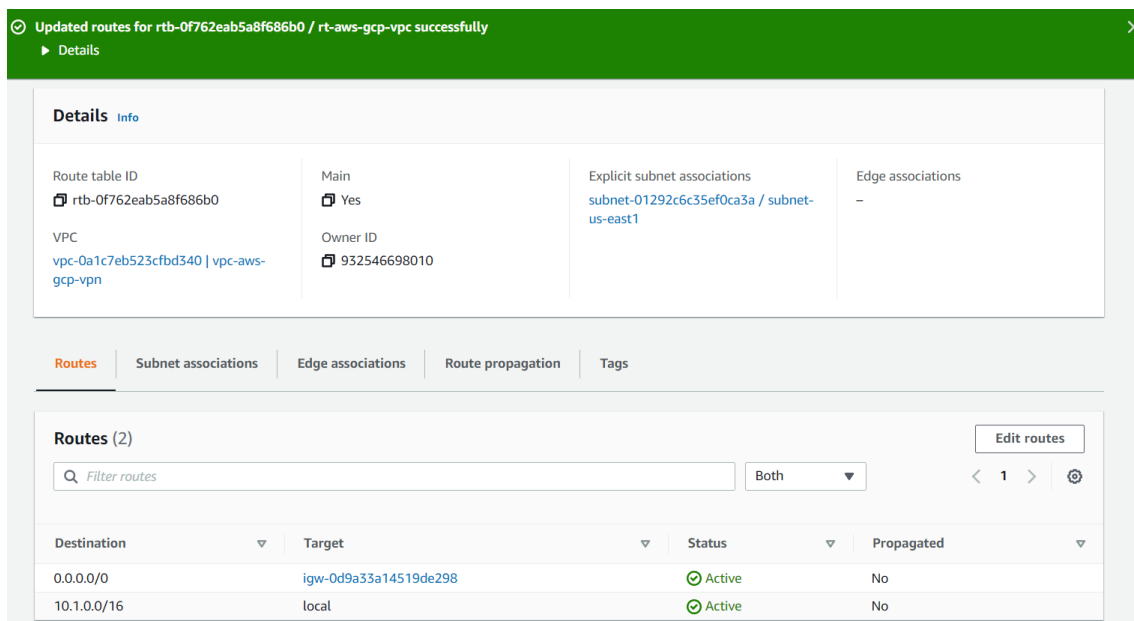 Updated routes for rtb-0f762eab5a8f686b0 / rt-aws-gcp-vpc successfully
Details
Details Info
Route table ID
rtb-0f762eab5a8f686b0
Main
Yes
Explicit subnet associations
subnet-01292c6c35ef0ca3a / subnet-
us-east1
Edge associations
–
VPC
vpc-0a1c7eb523cfbd340 | vpc-aws-
gcp-vpn
Owner ID
932546698010
Routes Subnet associations Edge associations Route propagation Tags
Routes (2) Edit routes
Filter routes Both 1
Destination Target Status Propagated
0.0.0.0/0 igw-0d9a33a14519de298 Active No
10.1.0.0/16 local Active No